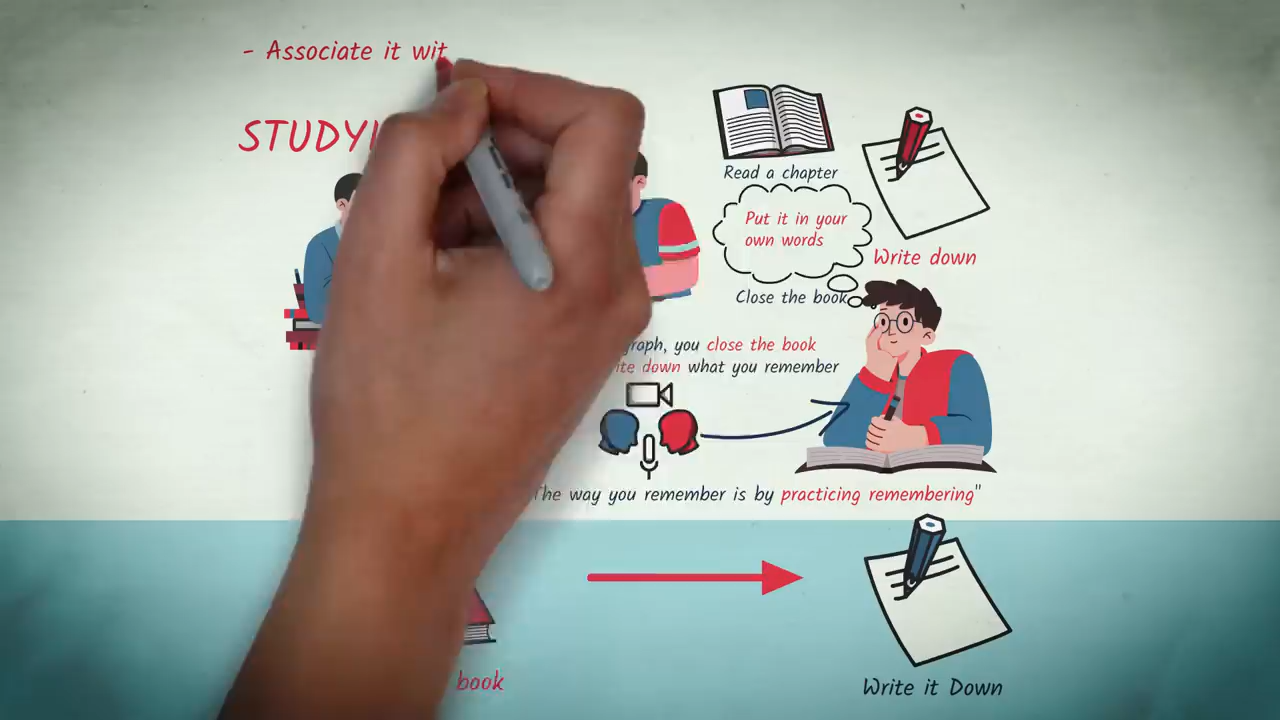 - Associate it wit
STUDYI
Read a chapter
Put it in your
own words
Write down
Close the book
graph, you close the book
ite down what you remember
The way you remember is by practicing remembering"
book
Write it Down